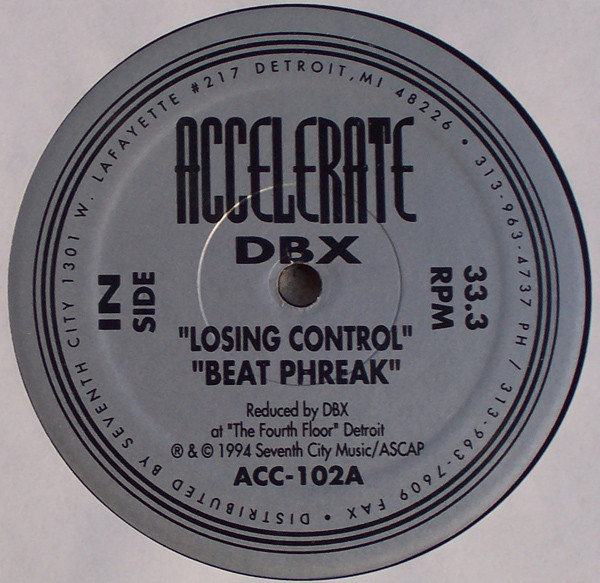 DISTRIBUTED BY SEVENTH CITY 1301 W. LAFAYETTE #217 DETROIT, MI 48226 • 313-963-4737 PH / 313-963-7609 FAX •
ACCELERATE
DBX
IN
SIDE
33.3
RPM
"LOSING CONTROL"
"BEAT PHREAK"
Reduced by DBX
at "The Fourth Floor" Detroit
® & © 1994 Seventh City Music/ASCAP
ACC-102A